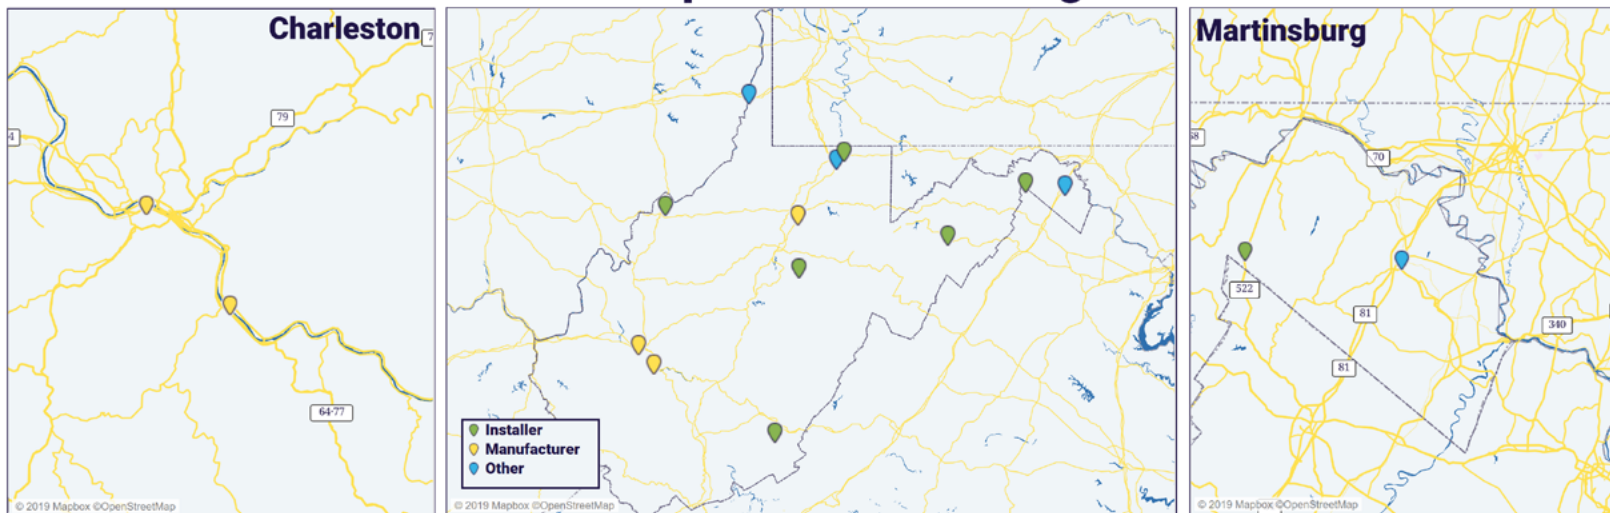 Charleston
79
64-77
© 2019 Mapbox ©OpenStreetMap
Installer
Manufacturer
Other
© 2019 Mapbox ©OpenStreetMap
Martinsburg
70
522
81
340
81
© 2019 Mapbox ©OpenStreetMap